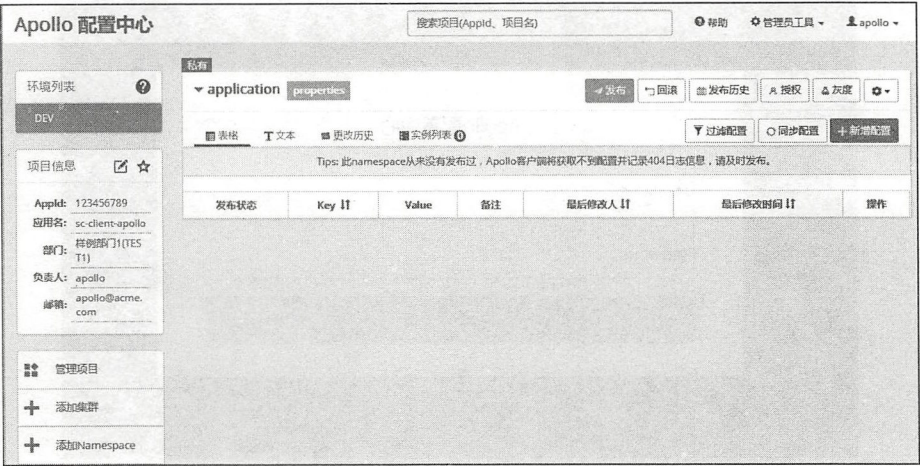 Apollo 配置中心
搜索项目(AppId、项目名)
帮助
管理员工具
apollo
环境列表
DEV
项目信息
AppId: 123456789
应用名: sc-client-apollo
部门: 样例部门1(TES
T1)
负责人: apollo
邮箱: apollo@acme.
com
管理项目
添加集群
添加Namespace
私有
application properties
发布
回滚
发布历史
授权
灰度
表格
文本
更改历史
实例列表 0
过滤配置
同步配置
新增配置
Tips: 此namespace从来没有发布过，Apollo客户端将获取不到配置并记录404日志信息，请及时发布。
发布状态 Key Value 备注 最后修改人 最后修改时间 操作